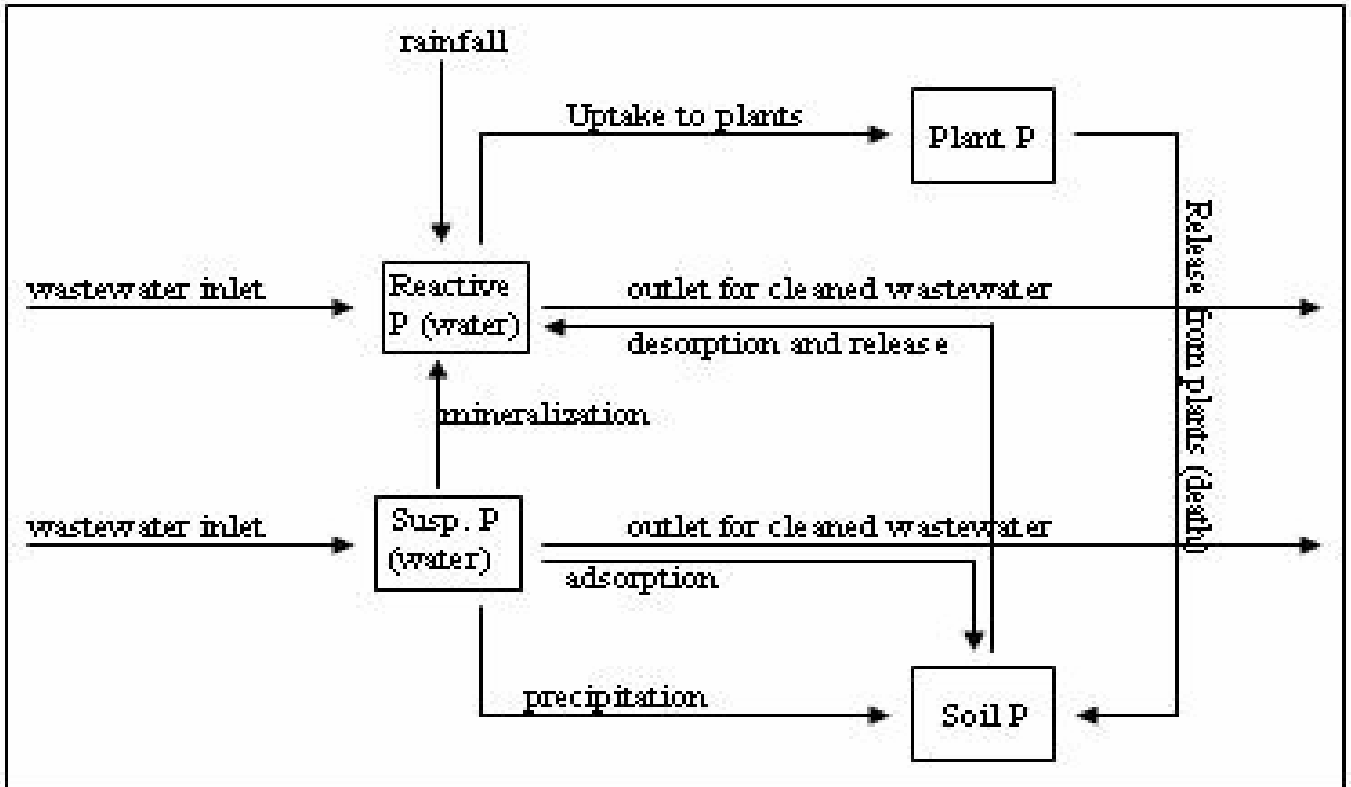 rainfall
Uptake to plants
Plant P
Release from plants (death)
wastewater inlet
Reactive
P (water)
outlet for cleaned wastewater
desorption and release
mineralization
wastewater inlet
Susp. P
(water)
outlet for cleaned wastewater
adsorption
precipitation
Soil P